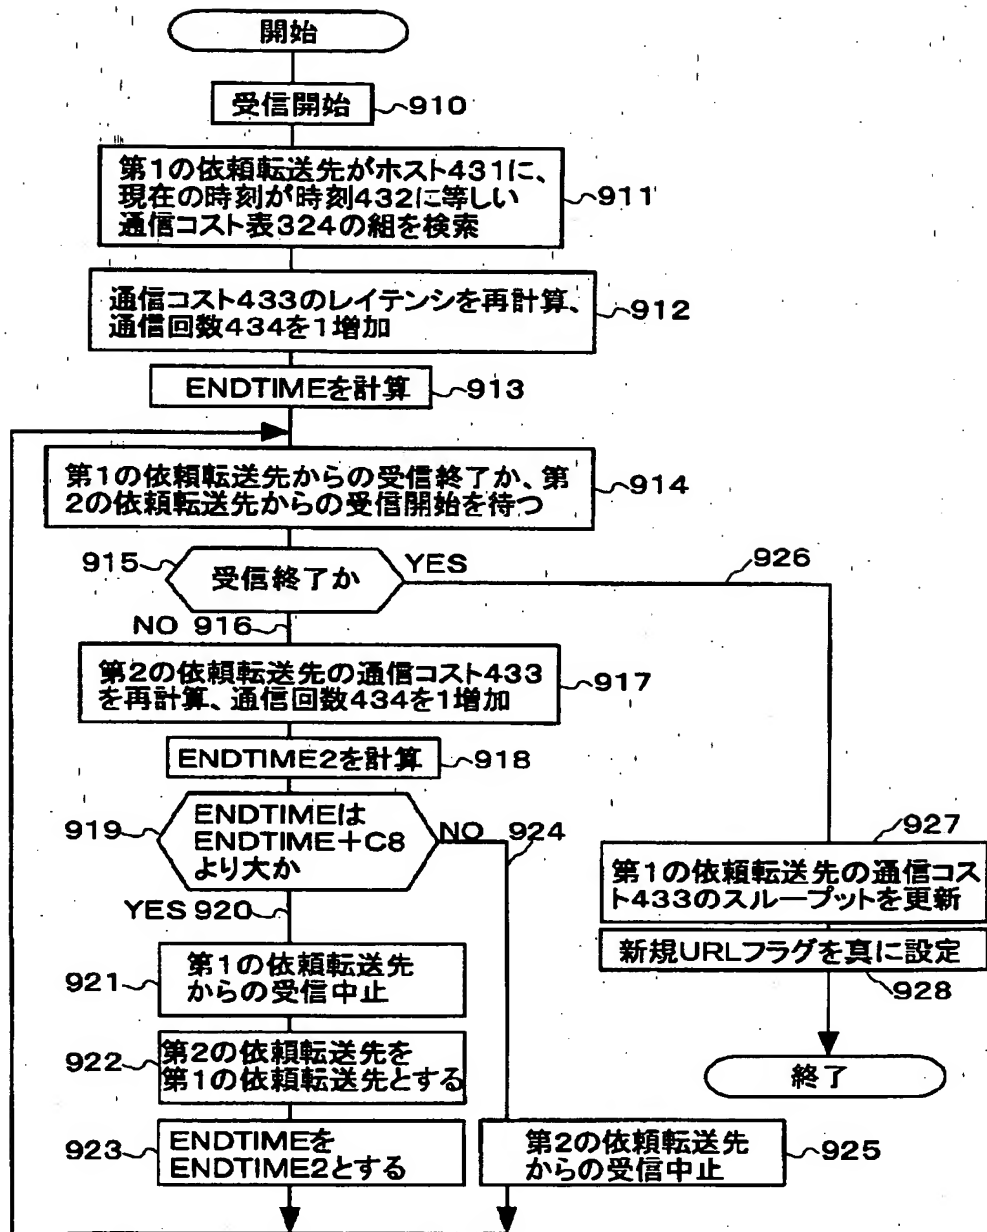 開始
受信開始
910
第1の依頼転送先がホスト431に、
現在の時刻が時刻432に等しい
通信コスト表324の組を検索
911
通信コスト433のレイテンシを再計算、
通信回数434を1増加
912
ENDTIMEを計算
913
第1の依頼転送先からの受信終了か、第
2の依頼転送先からの受信開始を待つ
914
915
受信終了か
YES
926
NO 916
第2の依頼転送先の通信コスト433
を再計算、通信回数434を1増加
917
ENDTIME2を計算
918
919
ENDTIMEは
ENDTIME+C8
より大か
NO 924
YES 920
927
第1の依頼転送先の通信コス
ト433のスループットを更新
新規URLフラグを真に設定
928
921
第1の依頼転送先
からの受信中止
922
第2の依頼転送先を
第1の依頼転送先とする
終了
923
ENDTIMEを
ENDTIME2とする
第2の依頼転送先
からの受信中止
925